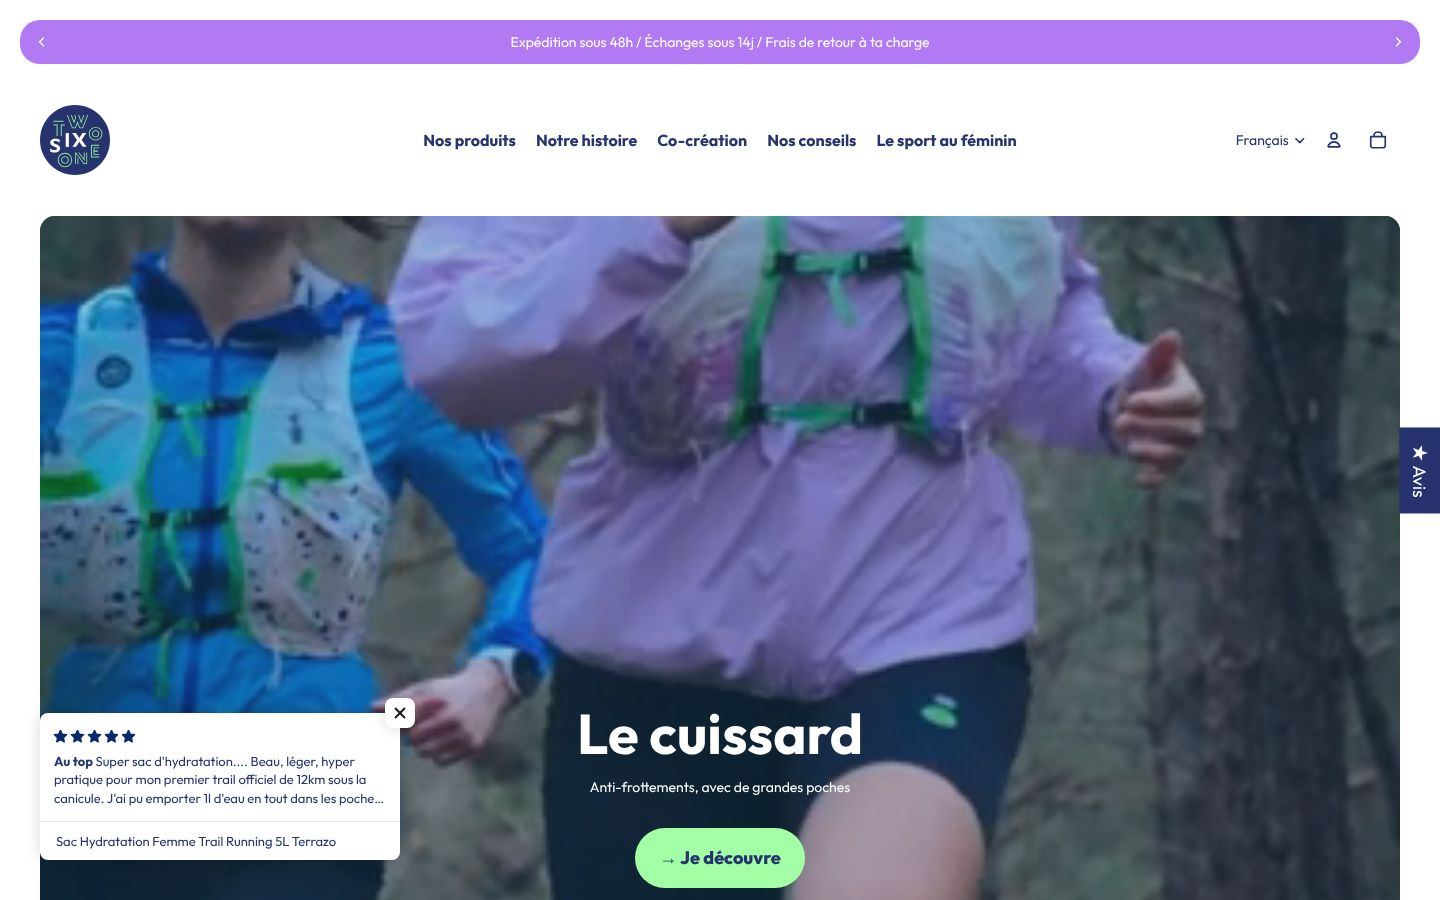 Expédition sous 48h / Échanges sous 14j / Frais de retour à ta charge
TWO
SIX
ONE
Nos produits
Notre histoire
Co-création
Nos conseils
Le sport au féminin
Français
★ Avis
Le cuissard
Anti-frottements, avec de grandes poches
→ Je découvre
Au top Super sac d'hydratation.... Beau, léger, hyper
pratique pour mon premier trail officiel de 12km sous la
canicule. J'ai pu emporter 1l d'eau en tout dans les poche...
Sac Hydratation Femme Trail Running 5L Terrazo